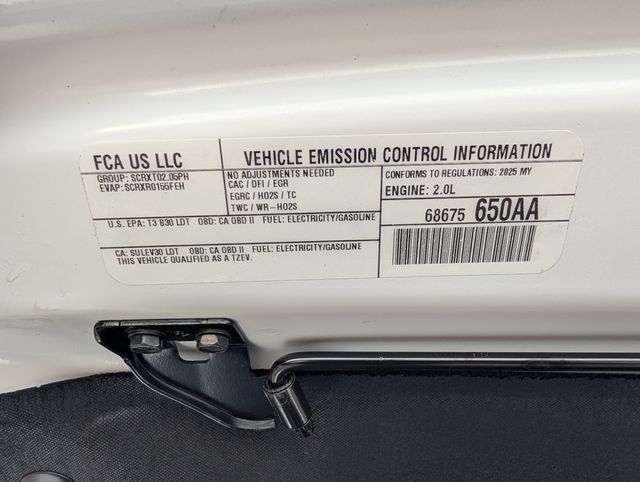 FCA US LLC
GROUP: SCRXT02.05PH
EVAP: SCRXR0155FEH
VEHICLE EMISSION CONTROL INFORMATION
NO ADJUSTMENTS NEEDED
CAC / DFI / EGR
EGRC / HO2S / TC
TWC / WR-HO2S
CONFORMS TO REGULATIONS: 2025 MY
ENGINE: 2.0L
U.S. EPA: T3 B30 LDT OBD: CA OBD II FUEL: ELECTRICITY/GASOLINE
CA: SULEV30 LDT OBD: CA OBD II FUEL: ELECTRICITY/GASOLINE
THIS VEHICLE QUALIFIED AS A TZEV.
68675 650AA